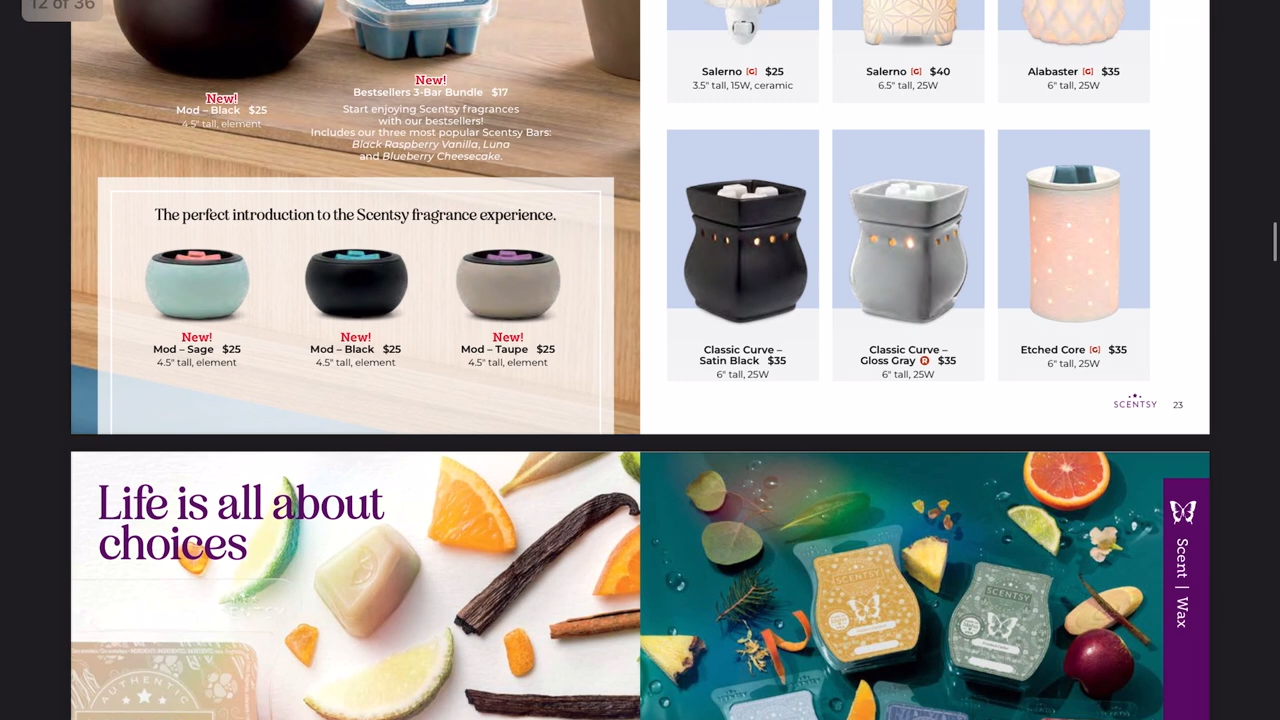 12 of 36
New!
Mod – Black $25
4.5" tall, element
New!
Bestsellers 3-Bar Bundle $17
Start enjoying Scentsy fragrances
with our bestsellers!
Includes our three most popular Scentsy Bars:
Black Raspberry Vanilla, Luna
and Blueberry Cheesecake.
The perfect introduction to the Scentsy fragrance experience.
New!
Mod – Sage $25
4.5" tall, element
New!
Mod – Black $25
4.5" tall, element
New!
Mod – Taupe $25
4.5" tall, element
Salerno [G] $25
3.5" tall, 15W, ceramic
Salerno [G] $40
6.5" tall, 25W
Alabaster [G] $35
6" tall, 25W
Classic Curve –
Satin Black $35
6" tall, 25W
Classic Curve –
Gloss Gray R $35
6" tall, 25W
Etched Core [G] $35
6" tall, 25W
SCENTSY 23
Life is all about
choices
AUTHENTIC
SCENTSY
SCENTSY
Scent | Wax